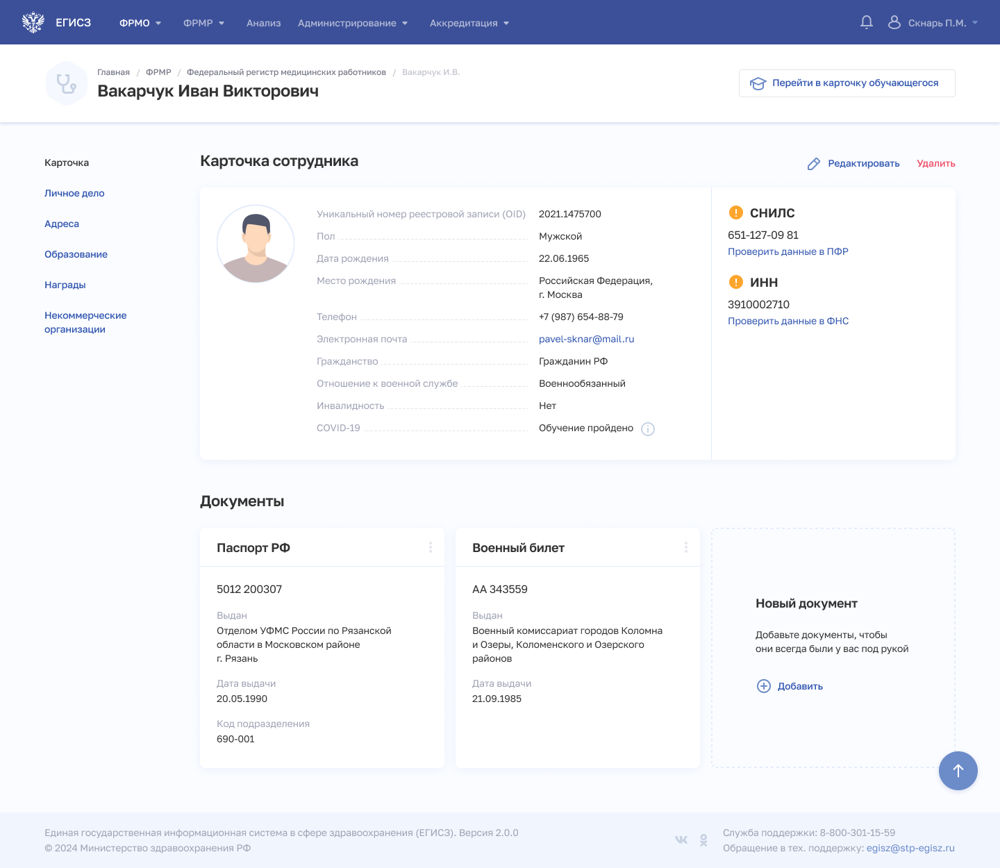 ЕГИСЗ
ФРМО
ФРМР
Анализ
Администрирование
Аккредитация
Скнарь П.М.
Главная / ФРМР / Федеральный регистр медицинских работников / Вакарчук И.В.
Вакарчук Иван Викторович
Перейти в карточку обучающегося
Карточка
Личное дело
Адреса
Образование
Награды
Некоммерческие
организации
Карточка сотрудника
Редактировать
Удалить
Уникальный номер реестровой записи (OID) 2021.1475700
Пол Мужской
Дата рождения 22.06.1965
Место рождения Российская Федерация,
г. Москва
Телефон +7 (987) 654-88-79
Электронная почта pavel-sknar@mail.ru
Гражданство Гражданин РФ
Отношение к военной службе Военнообязанный
Инвалидность Нет
COVID-19 Обучение пройдено
СНИЛС
651-127-09 81
Проверить данные в ПФР
ИНН
3910002710
Проверить данные в ФНС
Документы
Паспорт РФ
5012 200307
Выдан
Отделом УФМС России по Рязанской
области в Московском районе
г. Рязань
Дата выдачи
20.05.1990
Код подразделения
690-001
Военный билет
АА 343559
Выдан
Военный комиссариат городов Коломна
и Озеры, Коломенского и Озерского
районов
Дата выдачи
21.09.1985
Новый документ
Добавьте документы, чтобы
они всегда были у вас под рукой
Добавить
Единая государственная информационная система в сфере здравоохранения (ЕГИСЗ). Версия 2.0.0
© 2024 Министерство здравоохранения РФ
Служба поддержки: 8-800-301-15-59
Обращение в тех. поддержку: egisz@stp-egisz.ru